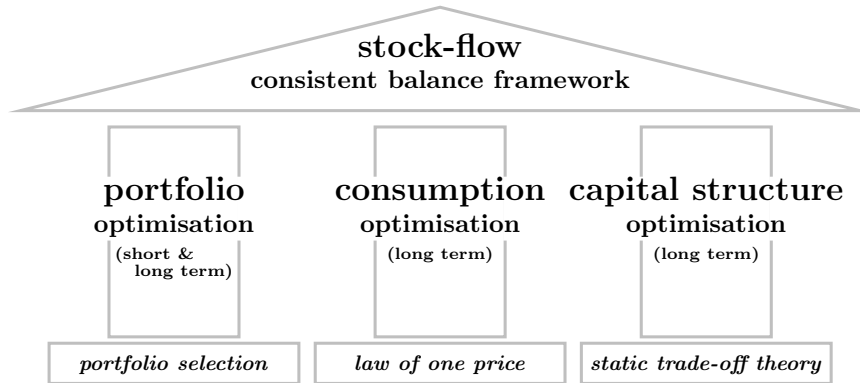 stock-flow
consistent balance framework
portfolio
optimisation
(short &
long term)
consumption
optimisation
(long term)
capital structure
optimisation
(long term)
portfolio selection
law of one price
static trade-off theory